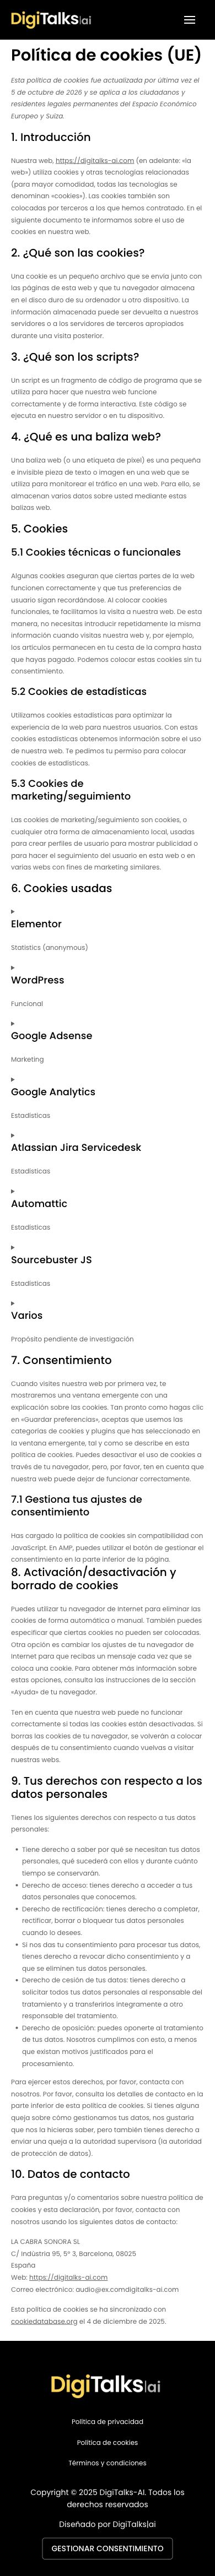 DigiTalks|ai
Política de cookies (UE)
Esta política de cookies fue actualizada por última vez el
5 de octubre de 2026 y se aplica a los ciudadanos y
residentes legales permanentes del Espacio Económico
Europeo y Suiza.
1. Introducción
Nuestra web, https://digitalks-ai.com (en adelante: «la
web») utiliza cookies y otras tecnologías relacionadas
(para mayor comodidad, todas las tecnologías se
denominan «cookies»). Las cookies también son
colocadas por terceros a los que hemos contratado. En el
siguiente documento te informamos sobre el uso de
cookies en nuestra web.
2. ¿Qué son las cookies?
Una cookie es un pequeño archivo que se envía junto con
las páginas de esta web y que tu navegador almacena
en el disco duro de su ordenador u otro dispositivo. La
información almacenada puede ser devuelta a nuestros
servidores o a los servidores de terceros apropiados
durante una visita posterior.
3. ¿Qué son los scripts?
Un script es un fragmento de código de programa que se
utiliza para hacer que nuestra web funcione
correctamente y de forma interactiva. Este código se
ejecuta en nuestro servidor o en tu dispositivo.
4. ¿Qué es una baliza web?
Una baliza web (o una etiqueta de píxel) es una pequeña
e invisible pieza de texto o imagen en una web que se
utiliza para monitorear el tráfico en una web. Para ello, se
almacenan varios datos sobre usted mediante estas
balizas web.
5. Cookies
5.1 Cookies técnicas o funcionales
Algunas cookies aseguran que ciertas partes de la web
funcionen correctamente y que tus preferencias de
usuario sigan recordándose. Al colocar cookies
funcionales, te facilitamos la visita a nuestra web. De esta
manera, no necesitas introducir repetidamente la misma
información cuando visitas nuestra web y, por ejemplo,
los artículos permanecen en tu cesta de la compra hasta
que hayas pagado. Podemos colocar estas cookies sin tu
consentimiento.
5.2 Cookies de estadísticas
Utilizamos cookies estadísticas para optimizar la
experiencia de la web para nuestros usuarios. Con estas
cookies estadísticas obtenemos información sobre el uso
de nuestra web. Te pedimos tu permiso para colocar
cookies de estadísticas.
5.3 Cookies de
marketing/seguimiento
Las cookies de marketing/seguimiento son cookies, o
cualquier otra forma de almacenamiento local, usadas
para crear perfiles de usuario para mostrar publicidad o
para hacer el seguimiento del usuario en esta web o en
varias webs con fines de marketing similares.
6. Cookies usadas
Elementor
Statistics (anonymous)
WordPress
Funcional
Google Adsense
Marketing
Google Analytics
Estadísticas
Atlassian Jira Servicedesk
Estadísticas
Automattic
Estadísticas
Sourcebuster JS
Estadísticas
Varios
Propósito pendiente de investigación
7. Consentimiento
Cuando visites nuestra web por primera vez, te
mostraremos una ventana emergente con una
explicación sobre las cookies. Tan pronto como hagas clic
en «Guardar preferencias», aceptas que usemos las
categorías de cookies y plugins que has seleccionado en
la ventana emergente, tal y como se describe en esta
política de cookies. Puedes desactivar el uso de cookies a
través de tu navegador, pero, por favor, ten en cuenta que
nuestra web puede dejar de funcionar correctamente.
7.1 Gestiona tus ajustes de
consentimiento
Has cargado la política de cookies sin compatibilidad con
JavaScript. En AMP, puedes utilizar el botón de gestionar el
consentimiento en la parte inferior de la página.
8. Activación/desactivación y
borrado de cookies
Puedes utilizar tu navegador de Internet para eliminar las
cookies de forma automática o manual. También puedes
especificar que ciertas cookies no pueden ser colocadas.
Otra opción es cambiar los ajustes de tu navegador de
Internet para que recibas un mensaje cada vez que se
coloca una cookie. Para obtener más información sobre
estas opciones, consulta las instrucciones de la sección
«Ayuda» de tu navegador.
Ten en cuenta que nuestra web puede no funcionar
correctamente si todas las cookies están desactivadas. Si
borras las cookies de tu navegador, se volverán a colocar
después de tu consentimiento cuando vuelvas a visitar
nuestras webs.
9. Tus derechos con respecto a los
datos personales
Tienes los siguientes derechos con respecto a tus datos
personales:
• Tiene derecho a saber por qué se necesitan tus datos
personales, qué sucederá con ellos y durante cuánto
tiempo se conservarán.
• Derecho de acceso: tienes derecho a acceder a tus
datos personales que conocemos.
• Derecho de rectificación: tienes derecho a completar,
rectificar, borrar o bloquear tus datos personales
cuando lo desees.
• Si nos das tu consentimiento para procesar tus datos,
tienes derecho a revocar dicho consentimiento y a
que se eliminen tus datos personales.
• Derecho de cesión de tus datos: tienes derecho a
solicitar todos tus datos personales al responsable del
tratamiento y a transferirlos íntegramente a otro
responsable del tratamiento.
• Derecho de oposición: puedes oponerte al tratamiento
de tus datos. Nosotros cumplimos con esto, a menos
que existan motivos justificados para el
procesamiento.
Para ejercer estos derechos, por favor, contacta con
nosotros. Por favor, consulta los detalles de contacto en la
parte inferior de esta política de cookies. Si tienes alguna
queja sobre cómo gestionamos tus datos, nos gustaría
que nos la hicieras saber, pero también tienes derecho a
enviar una queja a la autoridad supervisora (la autoridad
de protección de datos).
10. Datos de contacto
Para preguntas y/o comentarios sobre nuestra política de
cookies y esta declaración, por favor, contacta con
nosotros usando los siguientes datos de contacto:
LA CABRA SONORA SL
C/ Indústria 95, 5º 3, Barcelona, 08025
España
Web: https://digitalks-ai.com
Correo electrónico: audio@ex.comdigitalks-ai.com
Esta política de cookies se ha sincronizado con
cookiedatabase.org el 4 de diciembre de 2025.
DigiTalks|ai
Política de privacidad
Política de cookies
Términos y condiciones
Copyright © 2025 DigiTalks-AI. Todos los
derechos reservados
Diseñado por DigiTalks|ai
GESTIONAR CONSENTIMIENTO